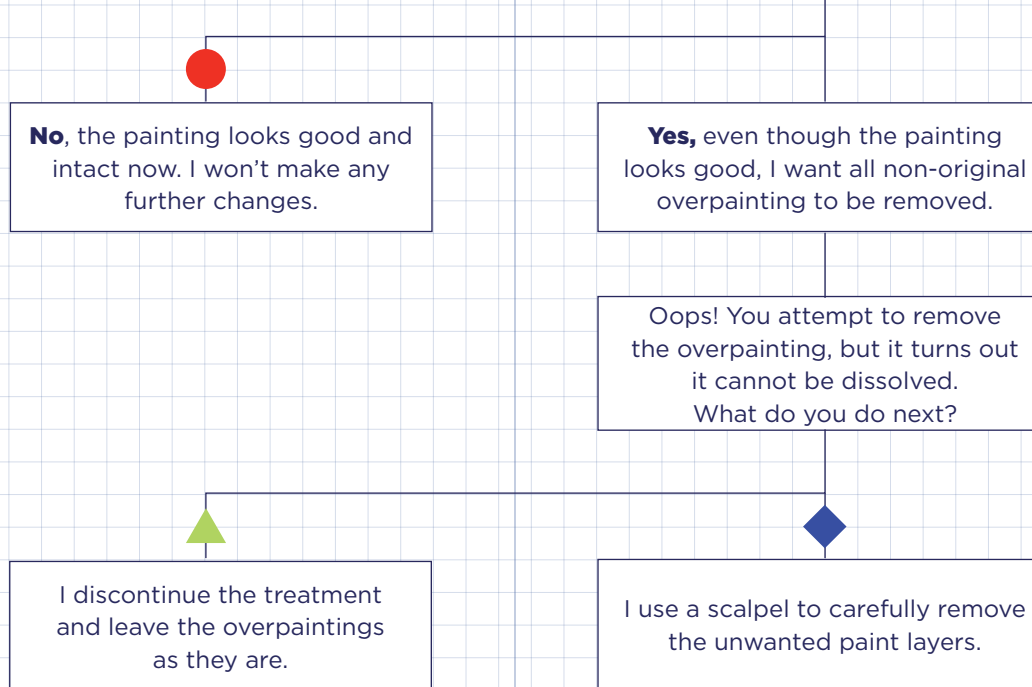 No, the painting looks good and
intact now. I won’t make any
further changes.
Yes, even though the painting
looks good, I want all non-original
overpainting to be removed.
Oops! You attempt to remove
the overpainting, but it turns out
it cannot be dissolved.
What do you do next?
I discontinue the treatment
and leave the overpaintings
as they are.
I use a scalpel to carefully remove
the unwanted paint layers.